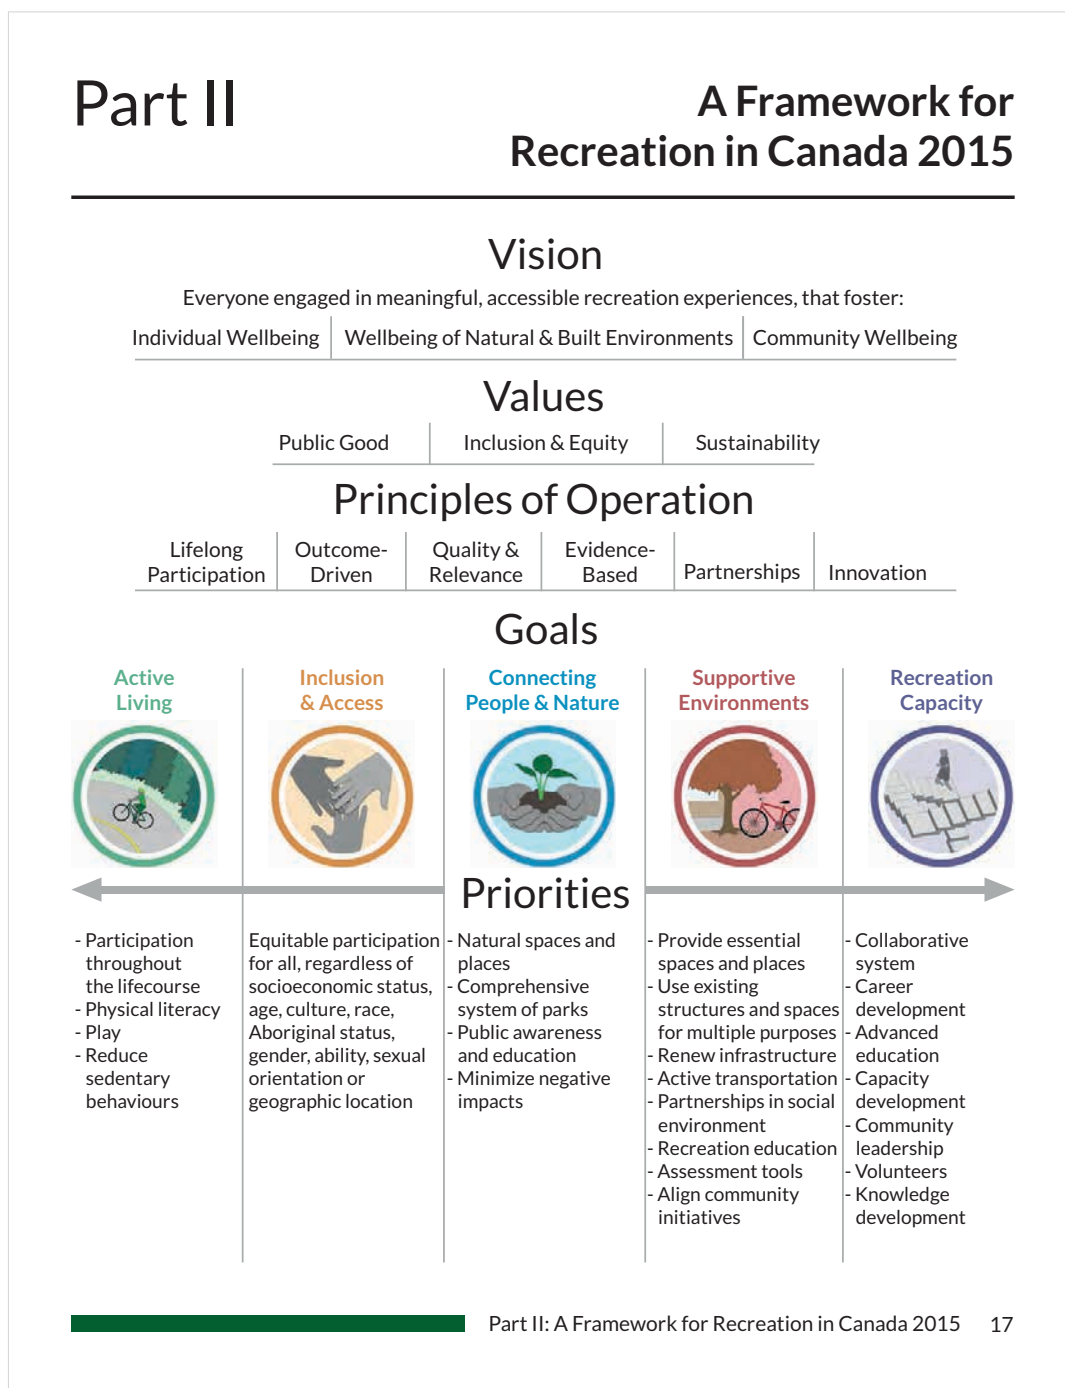 Part II
A Framework for
Recreation in Canada 2015
Vision
Everyone engaged in meaningful, accessible recreation experiences, that foster:
Individual Wellbeing
Wellbeing of Natural & Built Environments
Community Wellbeing
Values
Public Good
Inclusion & Equity
Sustainability
Principles of Operation
Lifelong
Participation
Outcome-
Driven
Quality &
Relevance
Evidence-
Based
Partnerships
Innovation
Goals
Active
Living
Inclusion
& Access
Connecting
People & Nature
Supportive
Environments
Recreation
Capacity
Priorities
- Participation
throughout
the lifecourse
- Physical literacy
- Play
- Reduce
sedentary
behaviours
Equitable participation
for all, regardless of
socioeconomic status,
age, culture, race,
Aboriginal status,
gender, ability, sexual
orientation or
geographic location
- Natural spaces and
places
- Comprehensive
system of parks
- Public awareness
and education
- Minimize negative
impacts
- Provide essential
spaces and places
- Use existing
structures and spaces
for multiple purposes
- Renew infrastructure
- Active transportation
- Partnerships in social
environment
- Recreation education
- Assessment tools
- Align community
initiatives
- Collaborative
system
- Career
development
- Advanced
education
- Capacity
development
- Community
leadership
- Volunteers
- Knowledge
development
Part II: A Framework for Recreation in Canada 2015 17